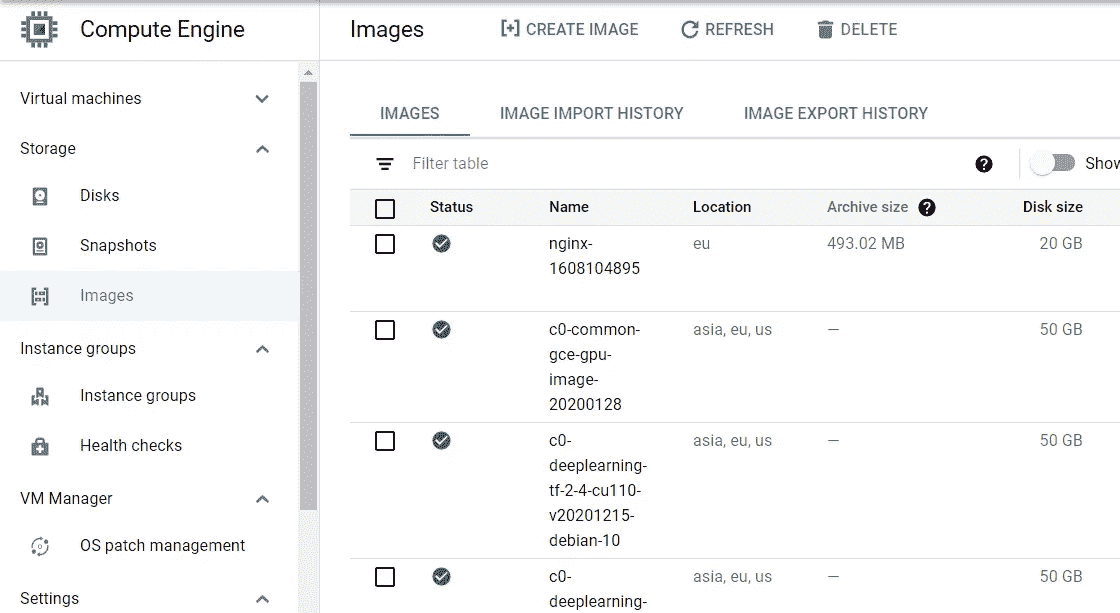 Compute Engine
Images
CREATE IMAGE
REFRESH
DELETE
Virtual machines
Storage
Disks
Snapshots
Images
Instance groups
Instance groups
Health checks
VM Manager
OS patch management
Settings
IMAGES
IMAGE IMPORT HISTORY
IMAGE EXPORT HISTORY
Filter table
?
Show
Status
Name
Location
Archive size ?
Disk size
nginx-
1608104895
eu
493.02 MB
20 GB
c0-common-
gce-gpu-
image-
20200128
asia, eu, us
—
50 GB
c0-
deeplearning-
tf-2-4-cu110-
v20201215-
debian-10
asia, eu, us
—
50 GB
c0-
deeplearning-
asia, eu, us
—
50 GB